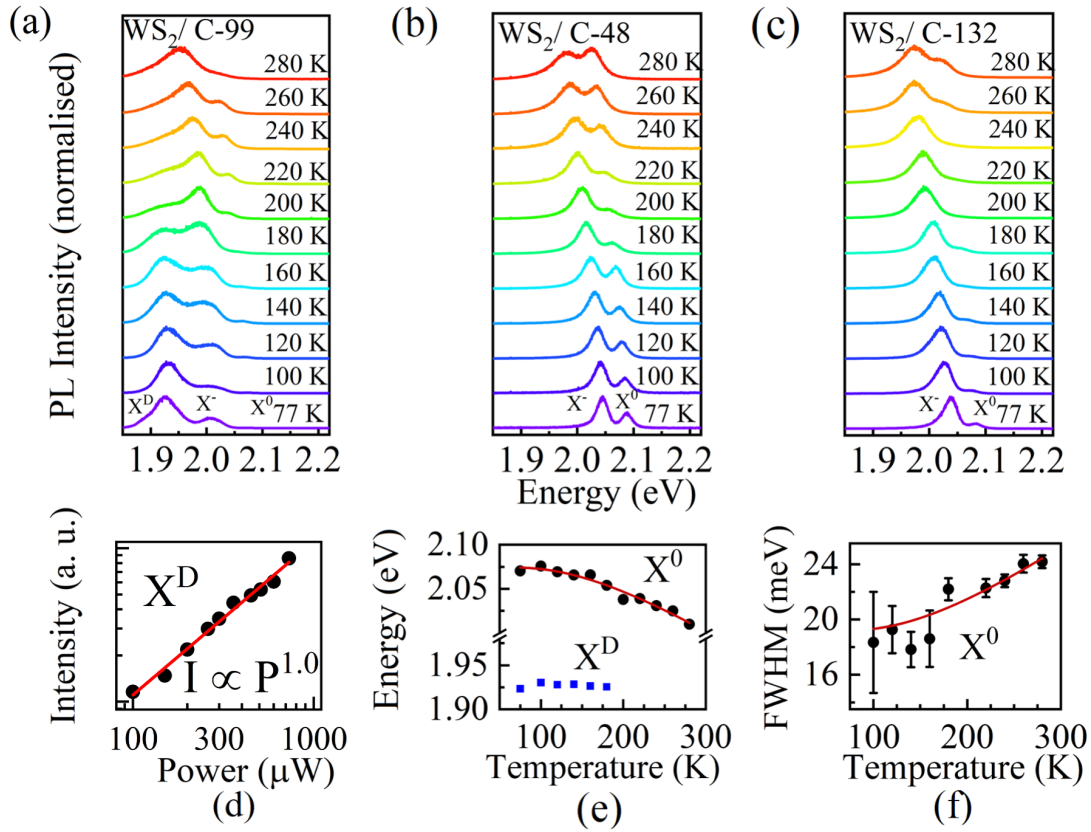 (a)
WS₂/ C-99
280 K
260 K
240 K
220 K
200 K
180 K
160 K
140 K
120 K
100 K
Xᴰ X⁻ X⁰ 77 K
1.9 2.0 2.1 2.2
PL Intensity (normalised)
(b)
WS₂/ C-48
280 K
260 K
240 K
220 K
200 K
180 K
160 K
140 K
120 K
100 K
X⁻ X⁰ 77 K
1.9 2.0 2.1 2.2
Energy (eV)
(c)
WS₂/ C-132
280 K
260 K
240 K
220 K
200 K
180 K
160 K
140 K
120 K
100 K
X⁻ X⁰ 77 K
1.9 2.0 2.1 2.2
Intensity (a. u.)
Xᴰ
I ∝ P¹·⁰
100 300 1000
Power (μW)
(d)
Energy (eV)
2.10
2.05
1.95
1.90
X⁰
Xᴰ
100 200 300
Temperature (K)
(e)
FWHM (meV)
24
20
16
X⁰
100 200 300
Temperature (K)
(f)